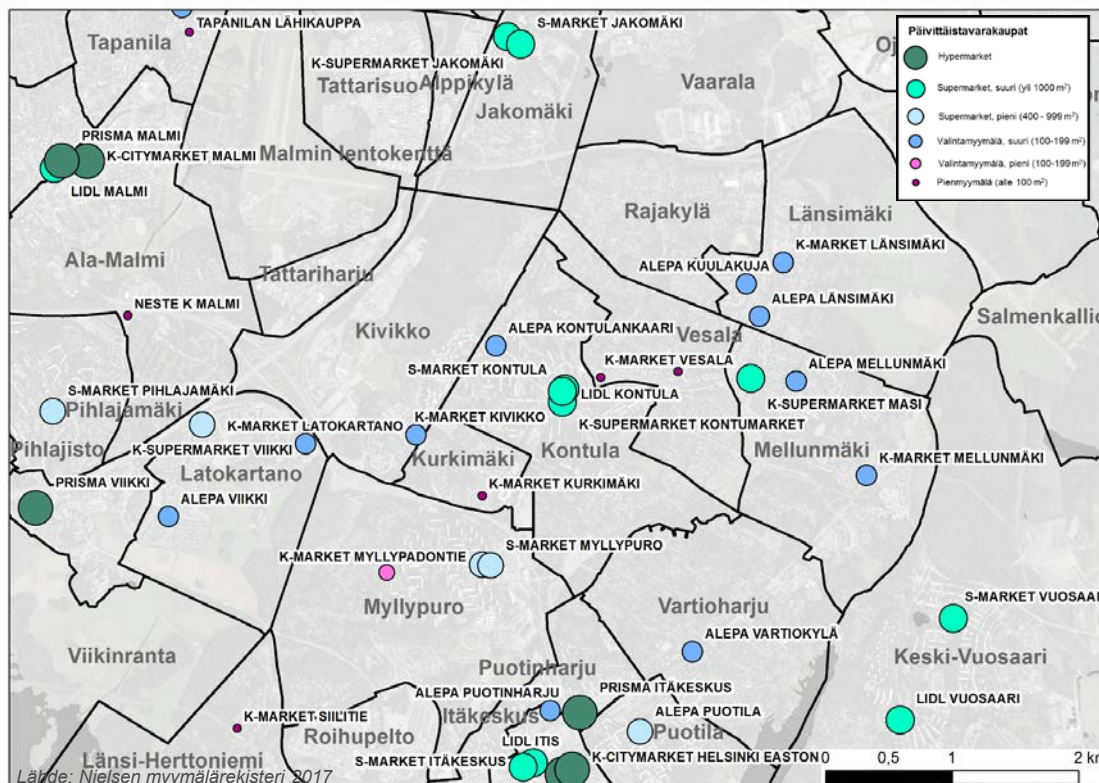 TAPANILAN LÄHIKAUPPA
Tapanila
S-MARKET JAKOMÄKI
K-SUPERMARKET JAKOMÄKI
Tattarisuo
Alppikylä
Jakomäki
Vaarala
Päivittäistavarakaupat
Hypermarket
Supermarket, suuri (yli 1000 m²)
Supermarket, pieni (400 - 999 m²)
Valintamyymälä, suuri (100-199 m²)
Valintamyymälä, pieni (100-199 m²)
Pienmyymälä (alle 100 m²)
PRISMA MALMI
K-CITYMARKET MALMI
LIDL MALMI
Malmin lentokenttä
Rajakylä
Länsimäki
K-MARKET LÄNSIMÄKI
Ala-Malmi
Tattariharju
ALEPA KUULAKUJA
ALEPA LÄNSIMÄKI
NESTE K MALMI
Kivikko
ALEPA KONTULANKAARI
Vesala
Salmenkallio
S-MARKET KONTULA
K-MARKET VESALA
ALEPA MELLUNMÄKI
S-MARKET PIHLAJAMÄKI
LIDL KONTULA
K-SUPERMARKET MASI
Pihlajamäki
K-MARKET LATOKARTANO
K-MARKET KIVIKKO
K-SUPERMARKET KONTUMARKET
Pihlajisto
K-SUPERMARKET VIIKKI
Latokartano
Kurkimäki
Kontula
Mellunmäki
K-MARKET MELLUNMÄKI
PRISMA VIIKKI
ALEPA VIIKKI
K-MARKET KURKIMÄKI
K-MARKET MYLLYPADONTIE
S-MARKET MYLLYPURO
Myllypuro
Vartioharju
S-MARKET VUOSAARI
ALEPA VARTIOKYLÄ
Viikinranta
Puotinharju
Keski-Vuosaari
ALEPA PUOTINHARJU
PRISMA ITÄKESKUS
LIDL VUOSAARI
K-MARKET SIILITIE
Itäkeskus
ALEPA PUOTILA
Roihupelto
Puotila
LIDL ITIS
Länsi-Herttoniemi
S-MARKET ITÄKESKUS
K-CITYMARKET HELSINKI EASTON
0 0,5 1 2 km
Lähde: Nielsen myymälärekisteri 2017